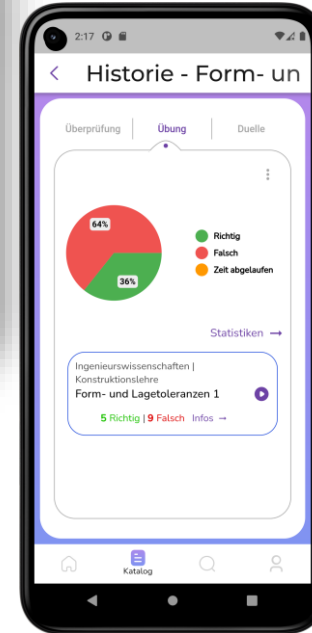 2:17
Historie - Form- un
Überprüfung Übung Duelle
64%
36%
Richtig
Falsch
Zeit abgelaufen
Statistiken →
Ingenieurswissenschaften |
Konstruktionslehre
Form- und Lagetoleranzen 1
5 Richtig | 9 Falsch Infos →
Katalog